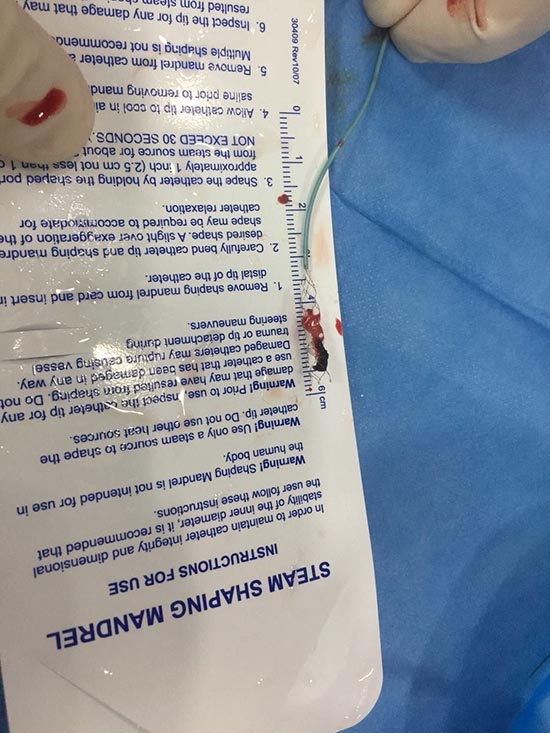 STEAM SHAPING MANDREL
INSTRUCTIONS FOR USE
In order to maintain catheter integrity and dimensional
stability of the inner diameter, it is recommended that
the user follow these instructions.
Warning! Shaping Mandrel is not intended for use in
the human body.
Warning! Use only a steam source to shape the
catheter tip. Do not use other heat sources.
Warning! Prior to use, inspect the catheter tip for any
damage that may have resulted from shaping. Do not
use a catheter that has been damaged in any way.
Damaged catheters may rupture causing vessel
trauma or tip detachment during
steering maneuvers.
1. Remove shaping mandrel from card and insert in
distal tip of the catheter.
2. Carefully bend catheter tip and shaping mandre
desired shape. A slight over exaggeration of the
shape may be required to accommodate for
catheter relaxation.
3. Shape the catheter by holding the shaped por
approximately 1 inch (2.5 cm not less than 1
from the steam source for about
NOT EXCEED 30 SECONDS.
4. Allow catheter tip to cool in air
saline prior to removing mand
5. Remove mandrel from catheter
Multiple shaping is not recommen
6. Inspect the tip for any damage that may
resulted from steam
6 cm
4
2
1
0
30409 Rev10/07